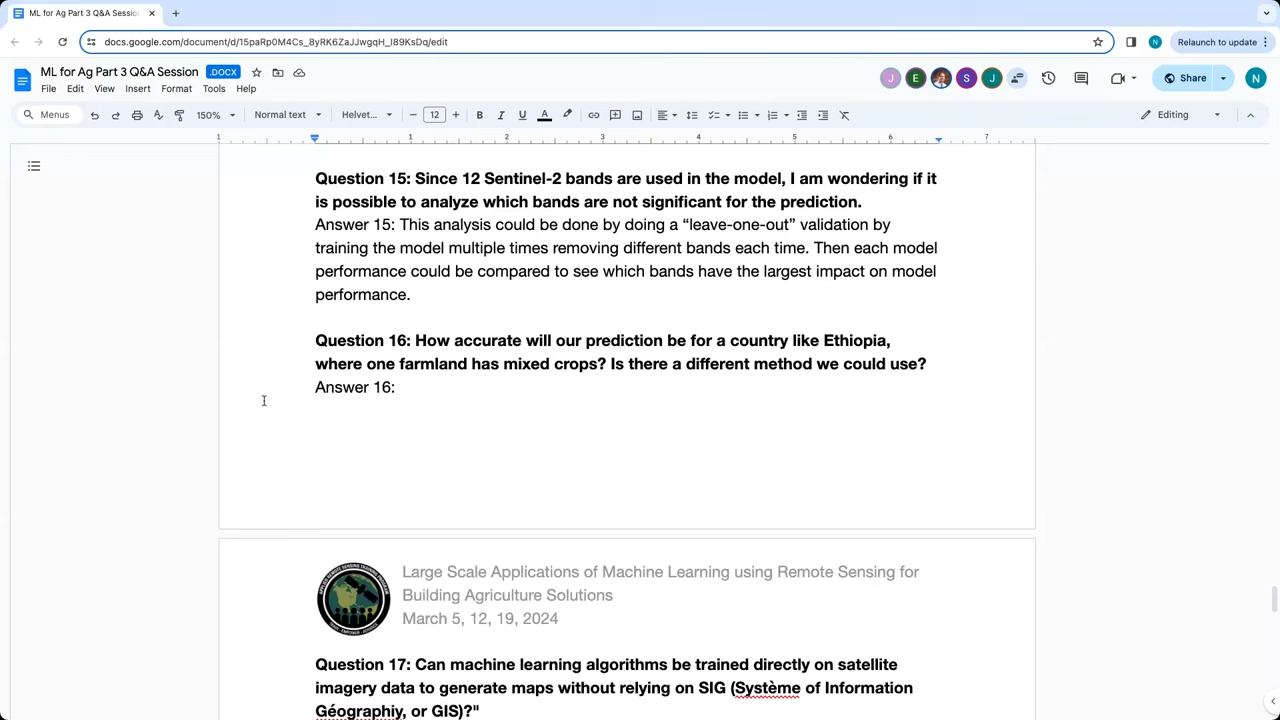 ML for Ag Part 3 Q&A Sessio
docs.google.com/document/d/15paRp0M4Cs_8yRK6ZaJJwgqH_I89KsDq/edit
N
Relaunch to update
ML for Ag Part 3 Q&A Session .DOCX
File Edit View Insert Format Tools Help
J E S J
Share
N
Menus
150%
Normal text
Helvet...
12
B I U A
Editing
1 1 2 3 4 5 6 7
Question 15: Since 12 Sentinel-2 bands are used in the model, I am wondering if it
is possible to analyze which bands are not significant for the prediction.
Answer 15: This analysis could be done by doing a “leave-one-out” validation by
training the model multiple times removing different bands each time. Then each model
performance could be compared to see which bands have the largest impact on model
performance.
Question 16: How accurate will our prediction be for a country like Ethiopia,
where one farmland has mixed crops? Is there a different method we could use?
Answer 16:
Large Scale Applications of Machine Learning using Remote Sensing for
Building Agriculture Solutions
March 5, 12, 19, 2024
Question 17: Can machine learning algorithms be trained directly on satellite
imagery data to generate maps without relying on SIG (Système of Information
Géographiy, or GIS)?"